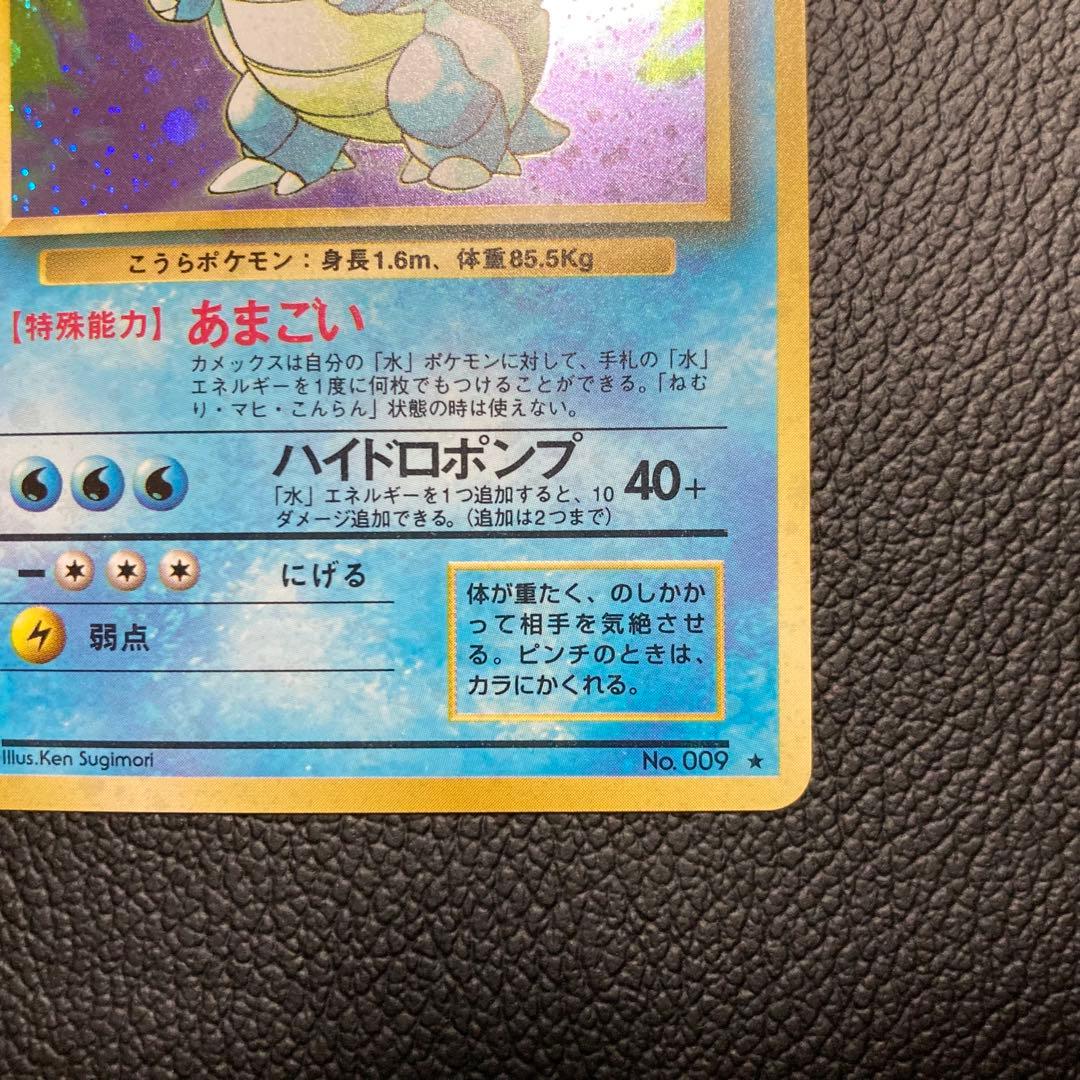 こうらポケモン：身長1.6m、体重85.5Kg
【特殊能力】あまごい
カメックスは自分の「水」ポケモンに対して、手札の「水」
エネルギーを1度に何枚でもつけることができる。「ねむ
り・マヒ・こんらん」状態の時は使えない。
ハイドロポンプ 40+
「水」エネルギーを1つ追加すると、10
ダメージ追加できる。（追加は2つまで）
にげる
弱点
体が重たく、のしかか
って相手を気絶させ
る。ピンチのときは、
カラにかくれる。
Illus.Ken Sugimori
No.009 ★